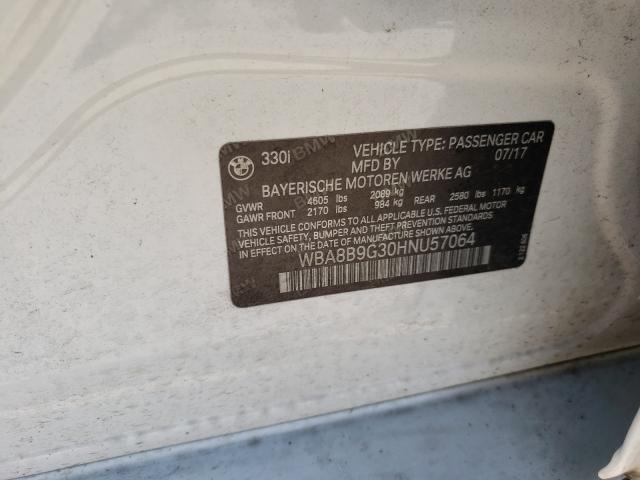 BMW
330i VEHICLE TYPE: PASSENGER CAR
MFD BY 07/17
BAYERISCHE MOTOREN WERKE AG
GVWR 4605 lbs 2089 kg
GAWR FRONT 2170 lbs 984 kg REAR 2580 lbs 1170 kg
THIS VEHICLE CONFORMS TO ALL APPLICABLE U.S. FEDERAL MOTOR
VEHICLE SAFETY, BUMPER, AND THEFT PREVENTION STANDARDS
IN EFFECT ON THE DATE OF MANUFACTURE SHOWN ABOVE.
WBA8B9G30HNU57064